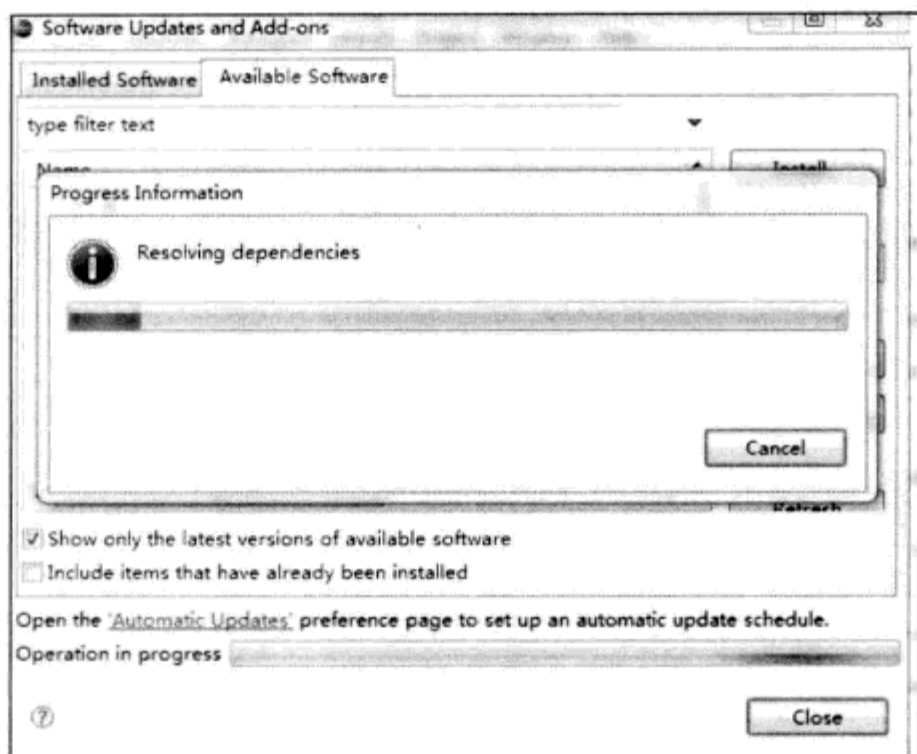 Software Updates and Add-ons
Installed Software
Available Software
type filter text
Name
Install
Progress Information
Resolving dependencies
Cancel
Refresh
Show only the latest versions of available software
Include items that have already been installed
Open the 'Automatic Updates' preference page to set up an automatic update schedule.
Operation in progress
Close